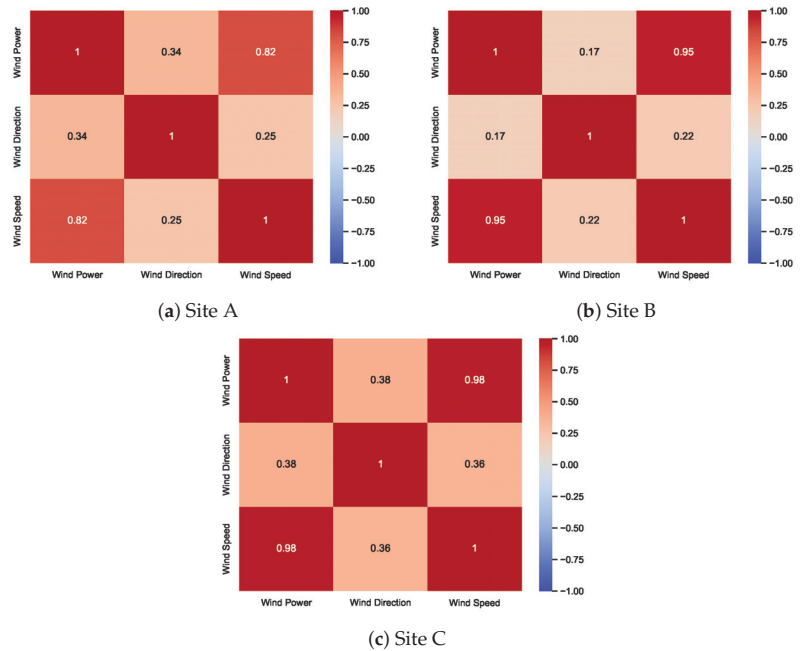 Wind Power
Wind Direction
Wind Speed
1
0.34
0.82
0.34
1
0.25
0.82
0.25
1
Wind Power
Wind Direction
Wind Speed
1.00
0.75
0.50
0.25
0.00
−0.25
−0.50
−0.75
−1.00
(a) Site A
Wind Power
Wind Direction
Wind Speed
1
0.17
0.95
0.17
1
0.22
0.95
0.22
1
Wind Power
Wind Direction
Wind Speed
1.00
0.75
0.50
0.25
0.00
−0.25
−0.50
−0.75
−1.00
(b) Site B
Wind Power
Wind Direction
Wind Speed
1
0.38
0.98
0.38
1
0.36
0.98
0.36
1
Wind Power
Wind Direction
Wind Speed
1.00
0.75
0.50
0.25
0.00
−0.25
−0.50
−0.75
−1.00
(c) Site C